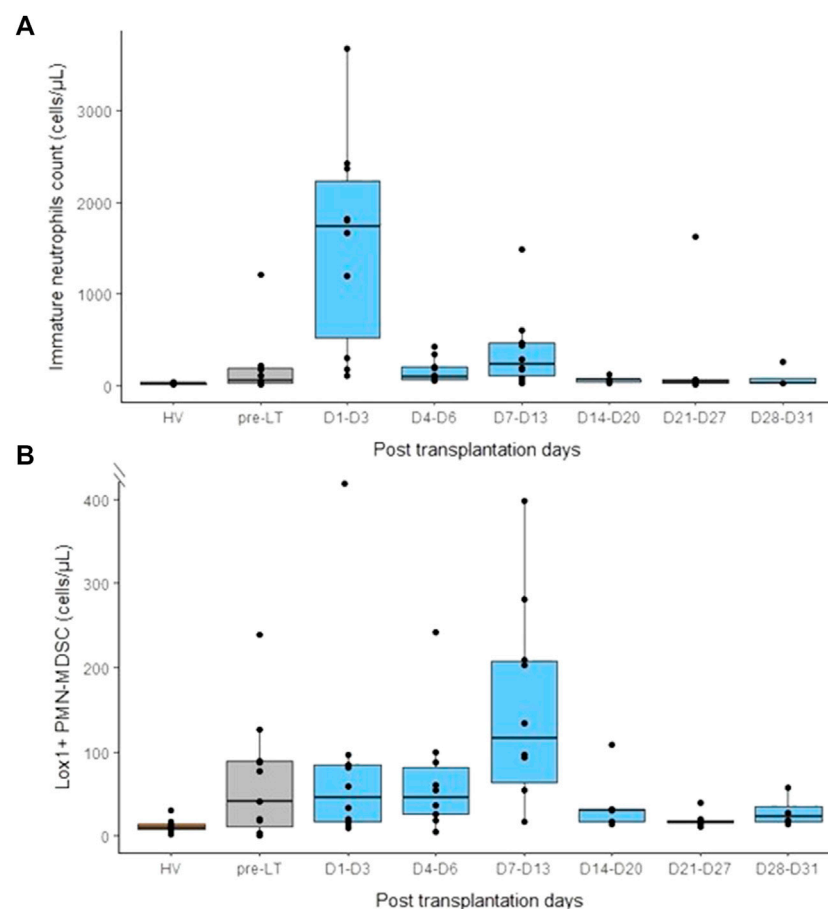 A
Immature neutrophils count (cells/µL)
3000
2000
1000
0
HV pre-LT D1-D3 D4-D6 D7-D13 D14-D20 D21-D27 D28-D31
Post transplantation days
B
Lox1+ PMN-MDSC (cells/µL)
400
300
200
100
0
HV pre-LT D1-D3 D4-D6 D7-D13 D14-D20 D21-D27 D28-D31
Post transplantation days